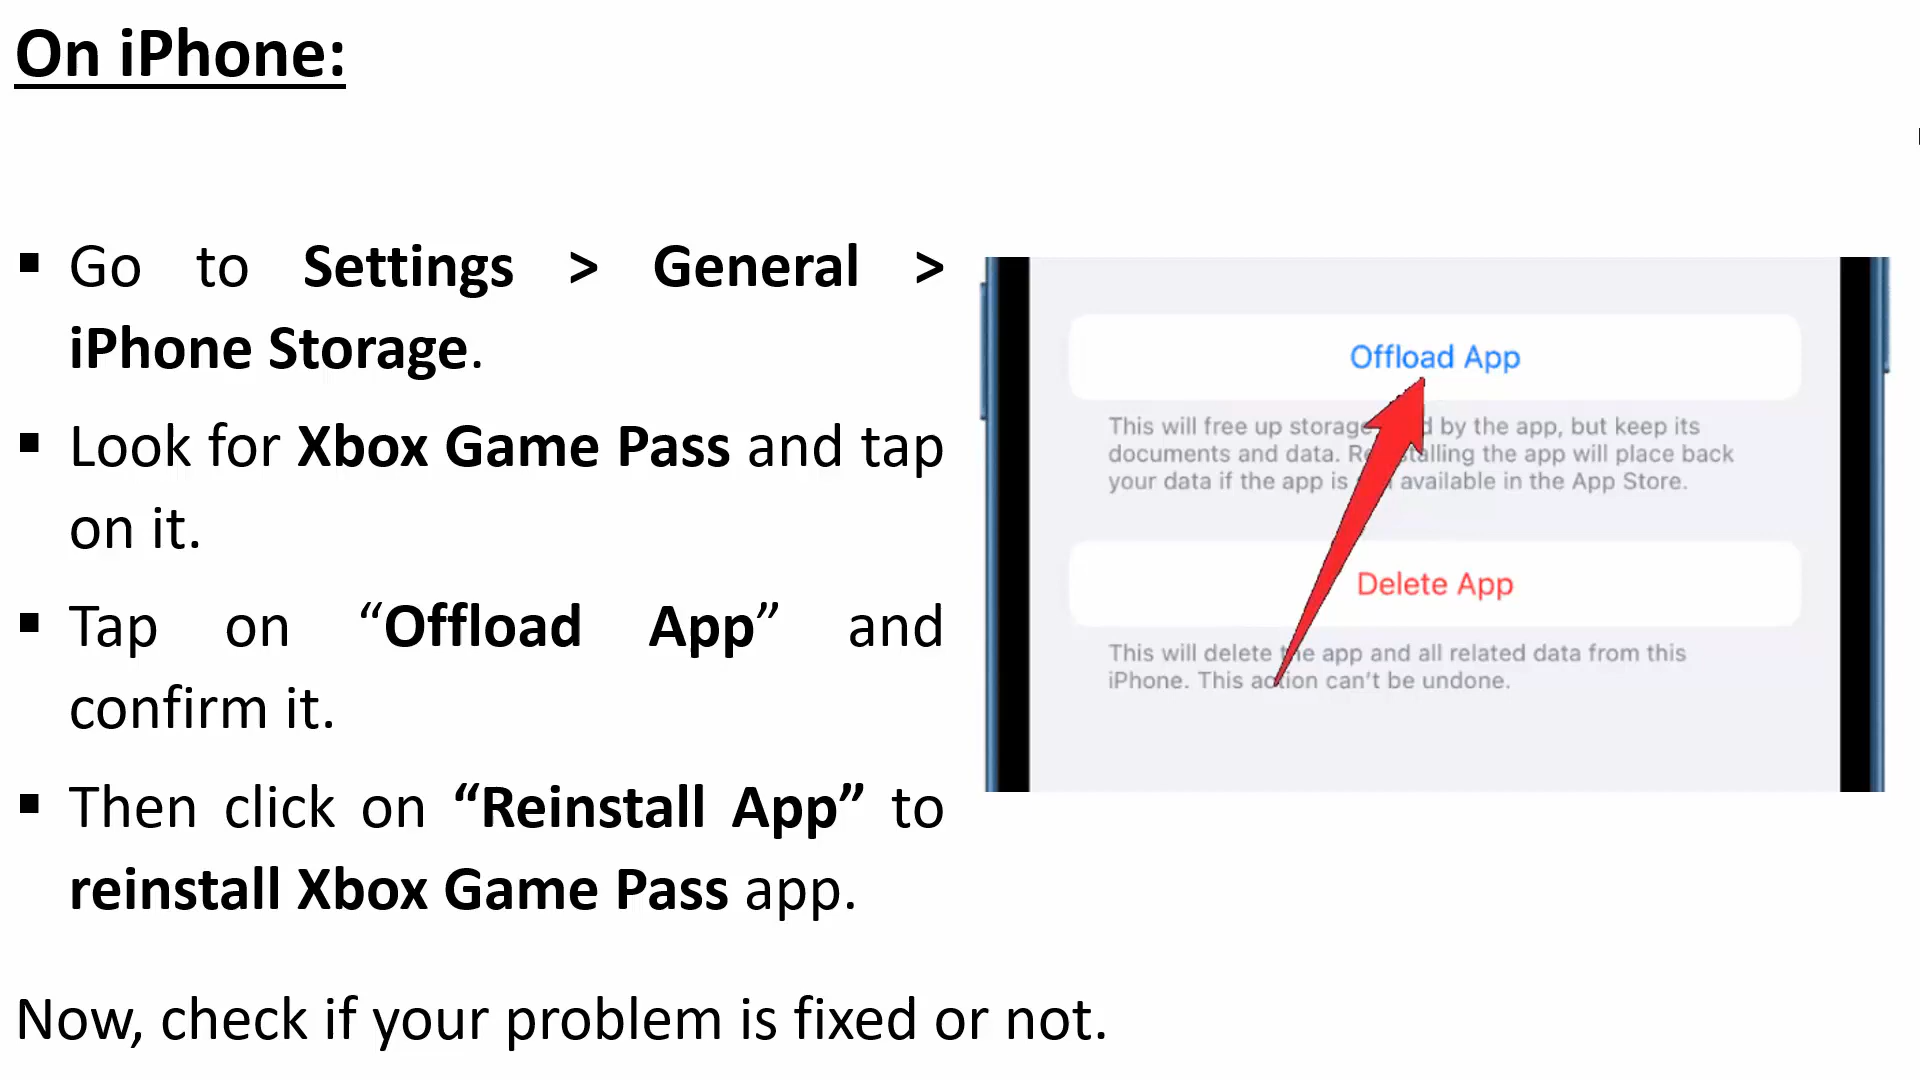 On iPhone:
▪ Go to Settings > General >
iPhone Storage.
▪ Look for Xbox Game Pass and tap
on it.
▪ Tap on “Offload App” and
confirm it.
▪ Then click on “Reinstall App” to
reinstall Xbox Game Pass app.
Now, check if your problem is fixed or not.
Offload App
This will free up storage by the app, but keep its
documents and data. Reinstalling the app will place back
your data if the app is available in the App Store.
Delete App
This will delete the app and all related data from this
iPhone. This action can't be undone.